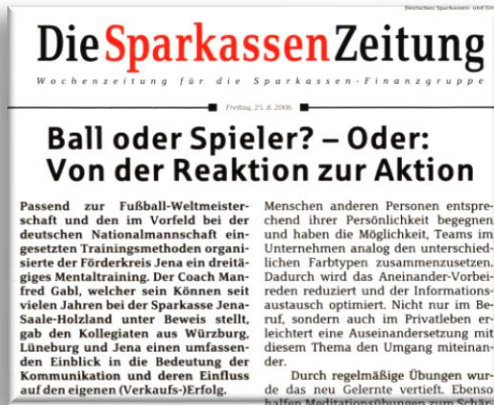 Deutschen Sparkassen- und
Die Sparkassen Zeitung
Wochenzeitung für die Sparkassen-Finanzgruppe
Freitag, 25. 8. 2006
Ball oder Spieler? – Oder:
Von der Reaktion zur Aktion
Passend zur Fußball-Weltmeister-
schaft und den im Vorfeld bei der
deutschen Nationalmannschaft ein-
gesetzten Trainingsmethoden organi-
sierte der Förderkreis Jena ein dreitä-
giges Mentaltraining. Der Coach Man-
fred Gabl, welcher sein Können seit
vielen Jahren bei der Sparkasse Jena-
Saale-Holzland unter Beweis stellt,
gab den Kollegiaten aus Würzburg,
Lüneburg und Jena einen umfassen-
den Einblick in die Bedeutung der
Kommunikation und deren Einfluss
auf den eigenen (Verkaufs-)Erfolg.
Menschen anderen Personen entspre-
chend ihrer Persönlichkeit begegnen
und haben die Möglichkeit, Teams im
Unternehmen analog den unterschied-
lichen Farbtypen zusammenzusetzen.
Dadurch wird das Aneinander-Vorbei-
reden reduziert und der Informations-
austausch optimiert. Nicht nur im Be-
ruf, sondern auch im Privatleben er-
leichtert eine Auseinandersetzung mit
diesem Thema den Umgang miteinan-
der.
Durch regelmäßige Übungen wur-
de das neu Gelernte vertieft. Ebenso
halfen Meditationsübungen zum Schär-